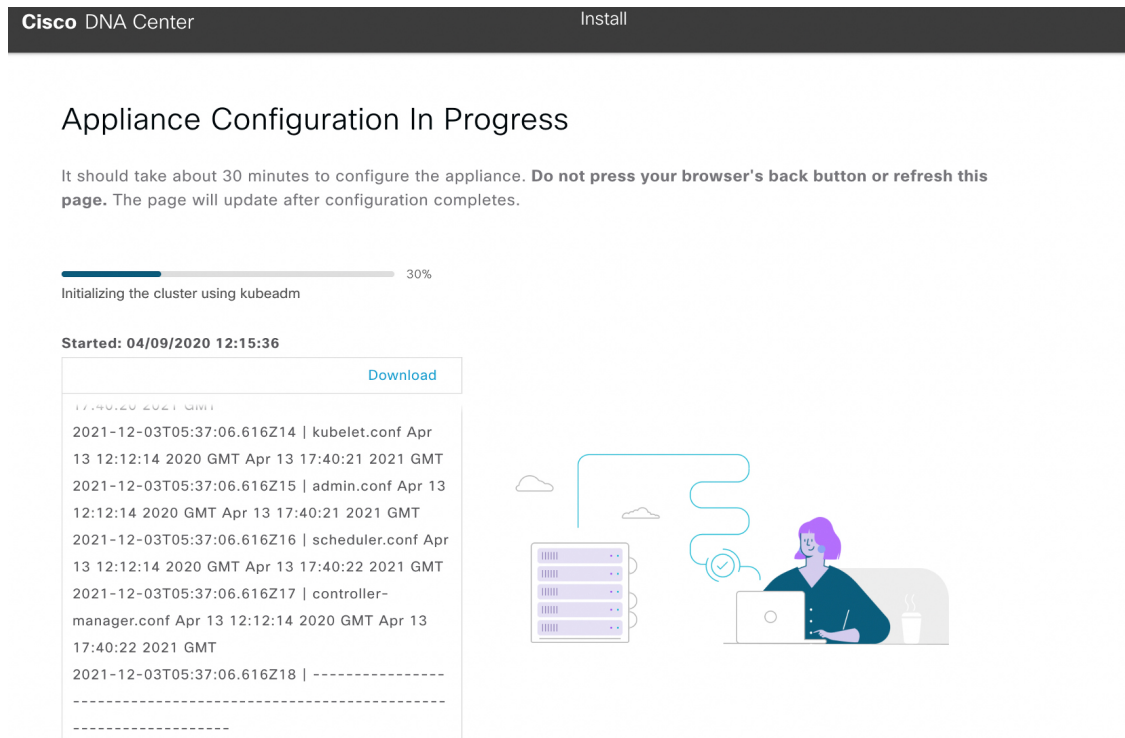 Cisco DNA Center
Install
Appliance Configuration In Progress
It should take about 30 minutes to configure the appliance. Do not press your browser's back button or refresh this
page. The page will update after configuration completes.
30%
Initializing the cluster using kubeadm
Started: 04/09/2020 12:15:36
Download
17:40:20 2021 GMT
2021-12-03T05:37:06.616Z14 | kubelet.conf Apr
13 12:12:14 2020 GMT Apr 13 17:40:21 2021 GMT
2021-12-03T05:37:06.616Z15 | admin.conf Apr 13
12:12:14 2020 GMT Apr 13 17:40:21 2021 GMT
2021-12-03T05:37:06.616Z16 | scheduler.conf Apr
13 12:12:14 2020 GMT Apr 13 17:40:22 2021 GMT
2021-12-03T05:37:06.616Z17 | controller-
manager.conf Apr 13 12:12:14 2020 GMT Apr 13
17:40:22 2021 GMT
2021-12-03T05:37:06.616Z18 | ----------------
---------------------------------------------
-------------------